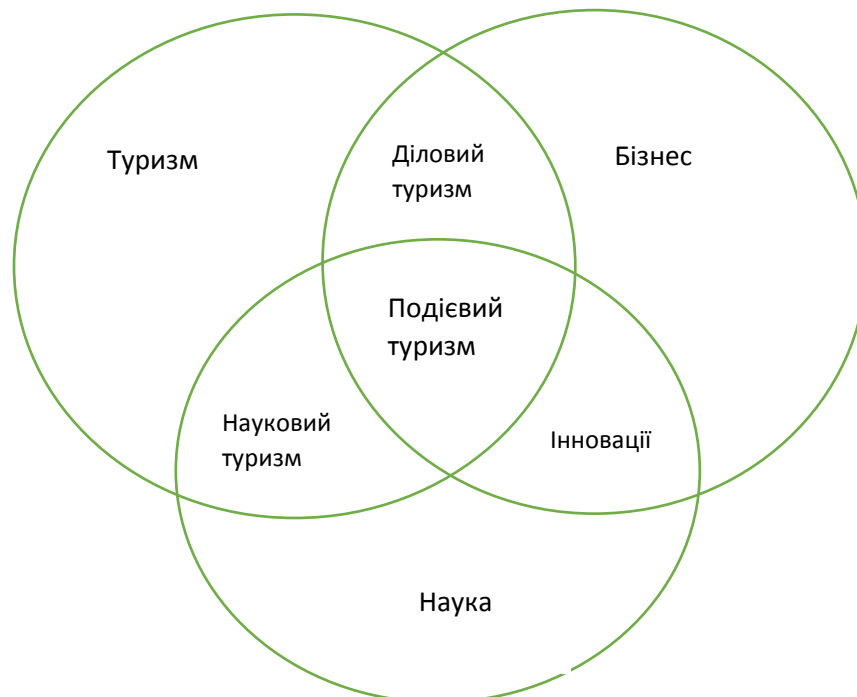 Туризм
Діловий
туризм
Бізнес
Подієвий
туризм
Науковий
туризм
Інновації
Наука